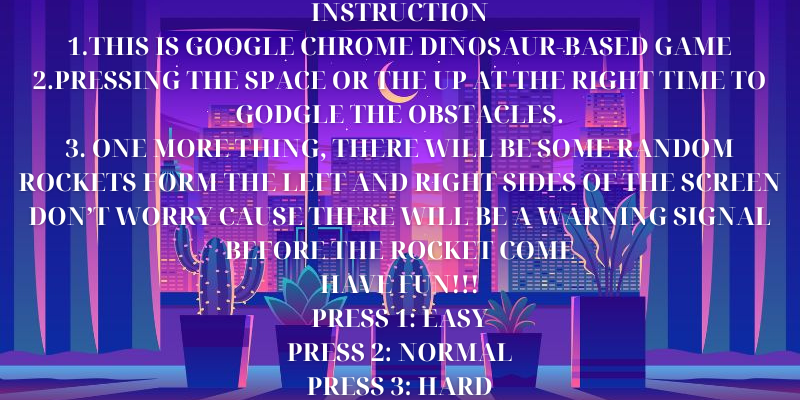 INSTRUCTION
1.THIS IS GOOGLE CHROME DINOSAUR-BASED GAME
2.PRESSING THE SPACE OR THE UP AT THE RIGHT TIME TO
GODGLE THE OBSTACLES.
3. ONE MORE THING, THERE WILL BE SOME RANDOM
ROCKETS FORM THE LEFT AND RIGHT SIDES OF THE SCREEN
DON'T WORRY CAUSE THERE WILL BE A WARNING SIGNAL
BEFORE THE ROCKET COME
HAVE FUN!!!
PRESS 1: EASY
PRESS 2: NORMAL
PRESS 3: HARD